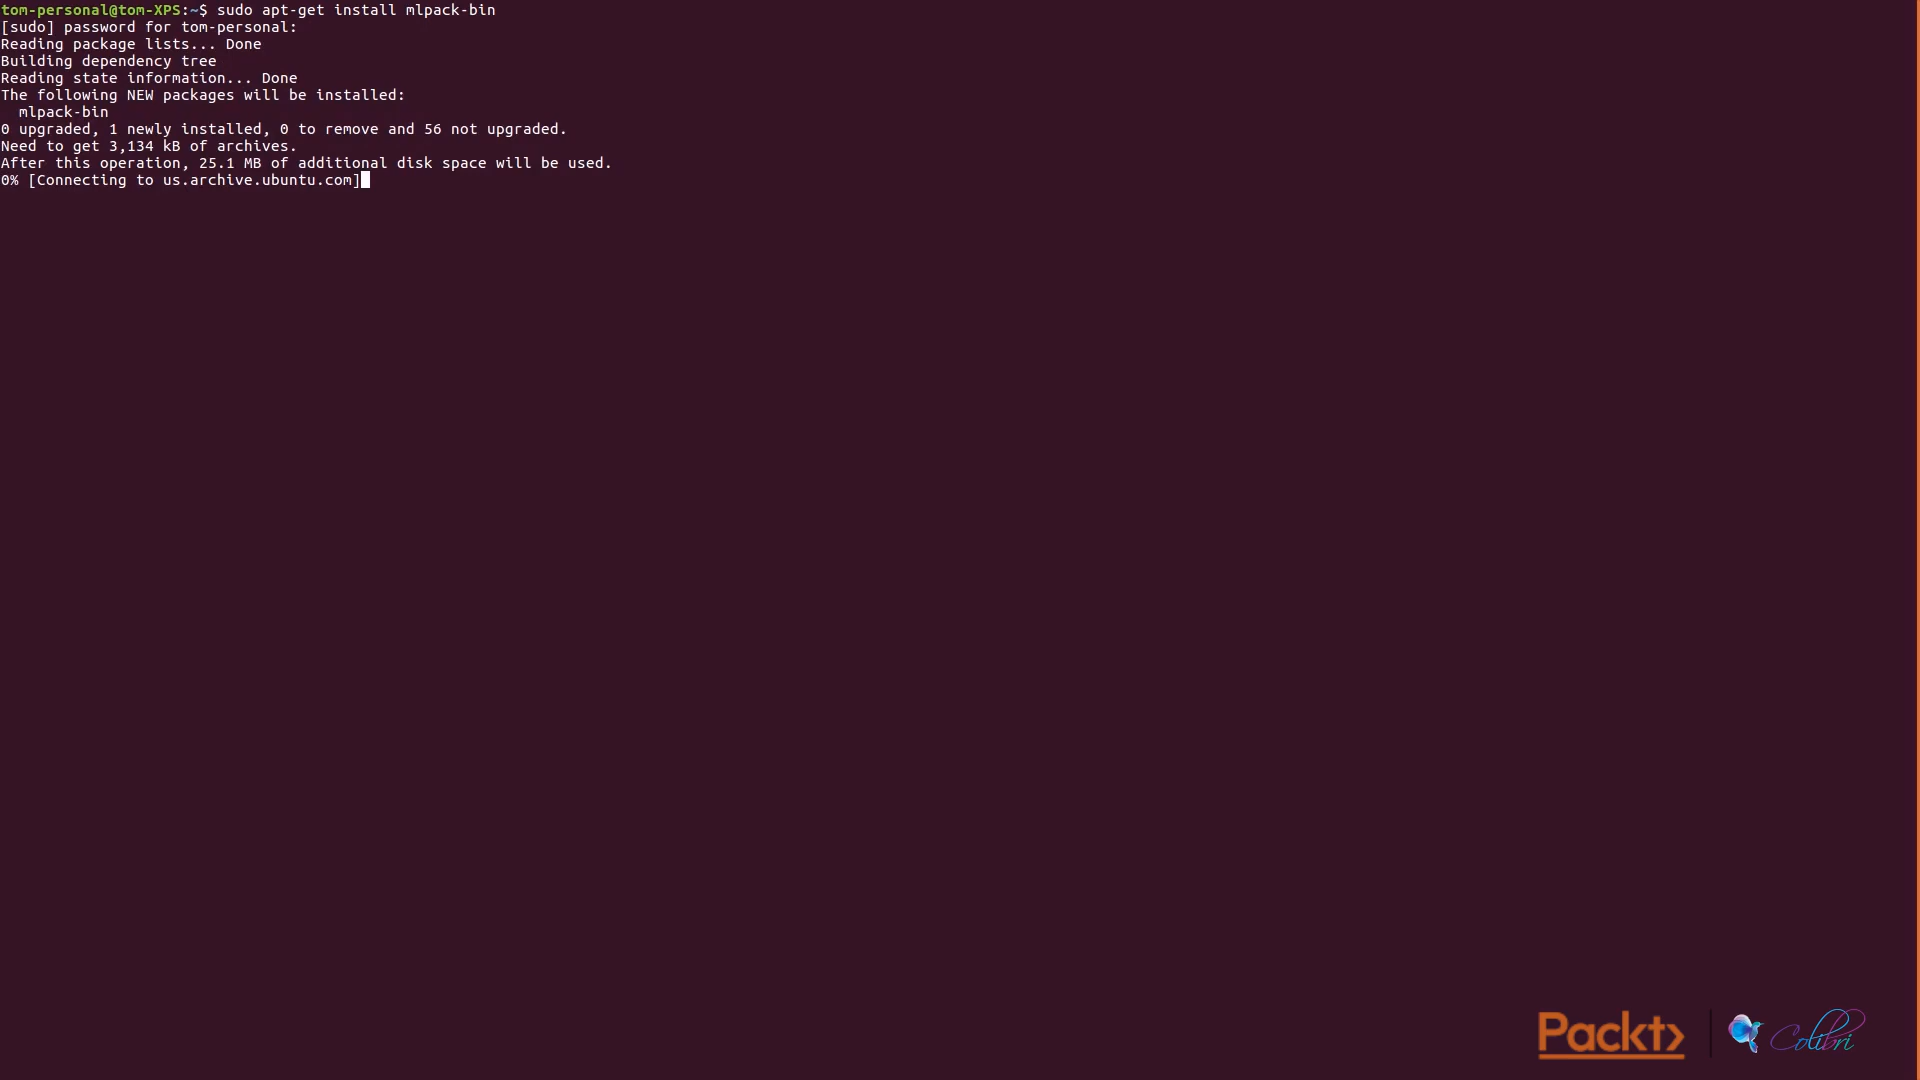 tom-personal@tom-XPS:~$ sudo apt-get install mlpack-bin
[sudo] password for tom-personal:
Reading package lists... Done
Building dependency tree
Reading state information... Done
The following NEW packages will be installed:
  mlpack-bin
0 upgraded, 1 newly installed, 0 to remove and 56 not upgraded.
Need to get 3,134 kB of archives.
After this operation, 25.1 MB of additional disk space will be used.
0% [Connecting to us.archive.ubuntu.com]
Packt>
Colibri